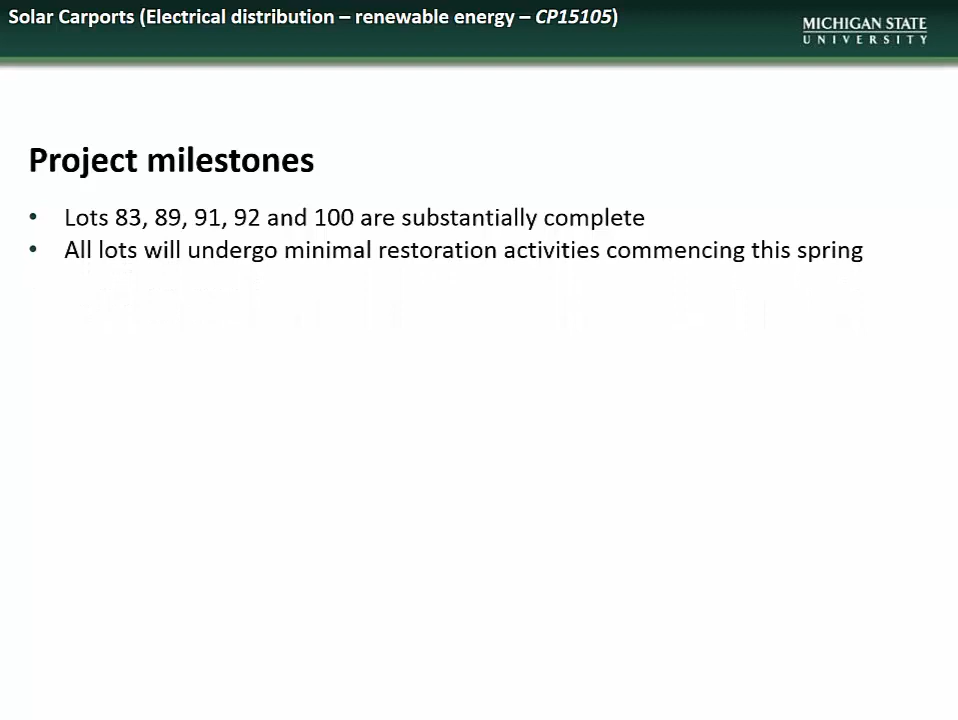 Solar Carports (Electrical distribution – renewable energy – CP15105)
MICHIGAN STATE
UNIVERSITY
Project milestones
• Lots 83, 89, 91, 92 and 100 are substantially complete
• All lots will undergo minimal restoration activities commencing this spring